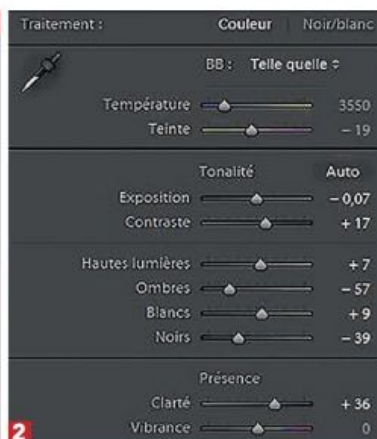 Traitement : Couleur Noir/blanc
BB : Telle quelle
Température 3550
Teinte – 19
Tonalité Auto
Exposition – 0,07
Contraste + 17
Hautes lumières + 7
Ombres – 57
Blancs + 9
Noirs – 39
Présence
Clarté + 36
2 Vibrance 0